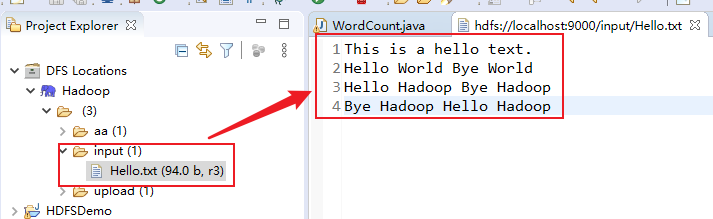 Project Explorer
DFS Locations
Hadoop
(3)
aa (1)
input (1)
Hello.txt (94.0 b, r3)
upload (1)
HDFSDemo
WordCount.java
hdfs://localhost:9000/input/Hello.txt
1 This is a hello text.
2 Hello World Bye World
3 Hello Hadoop Bye Hadoop
4 Bye Hadoop Hello Hadoop